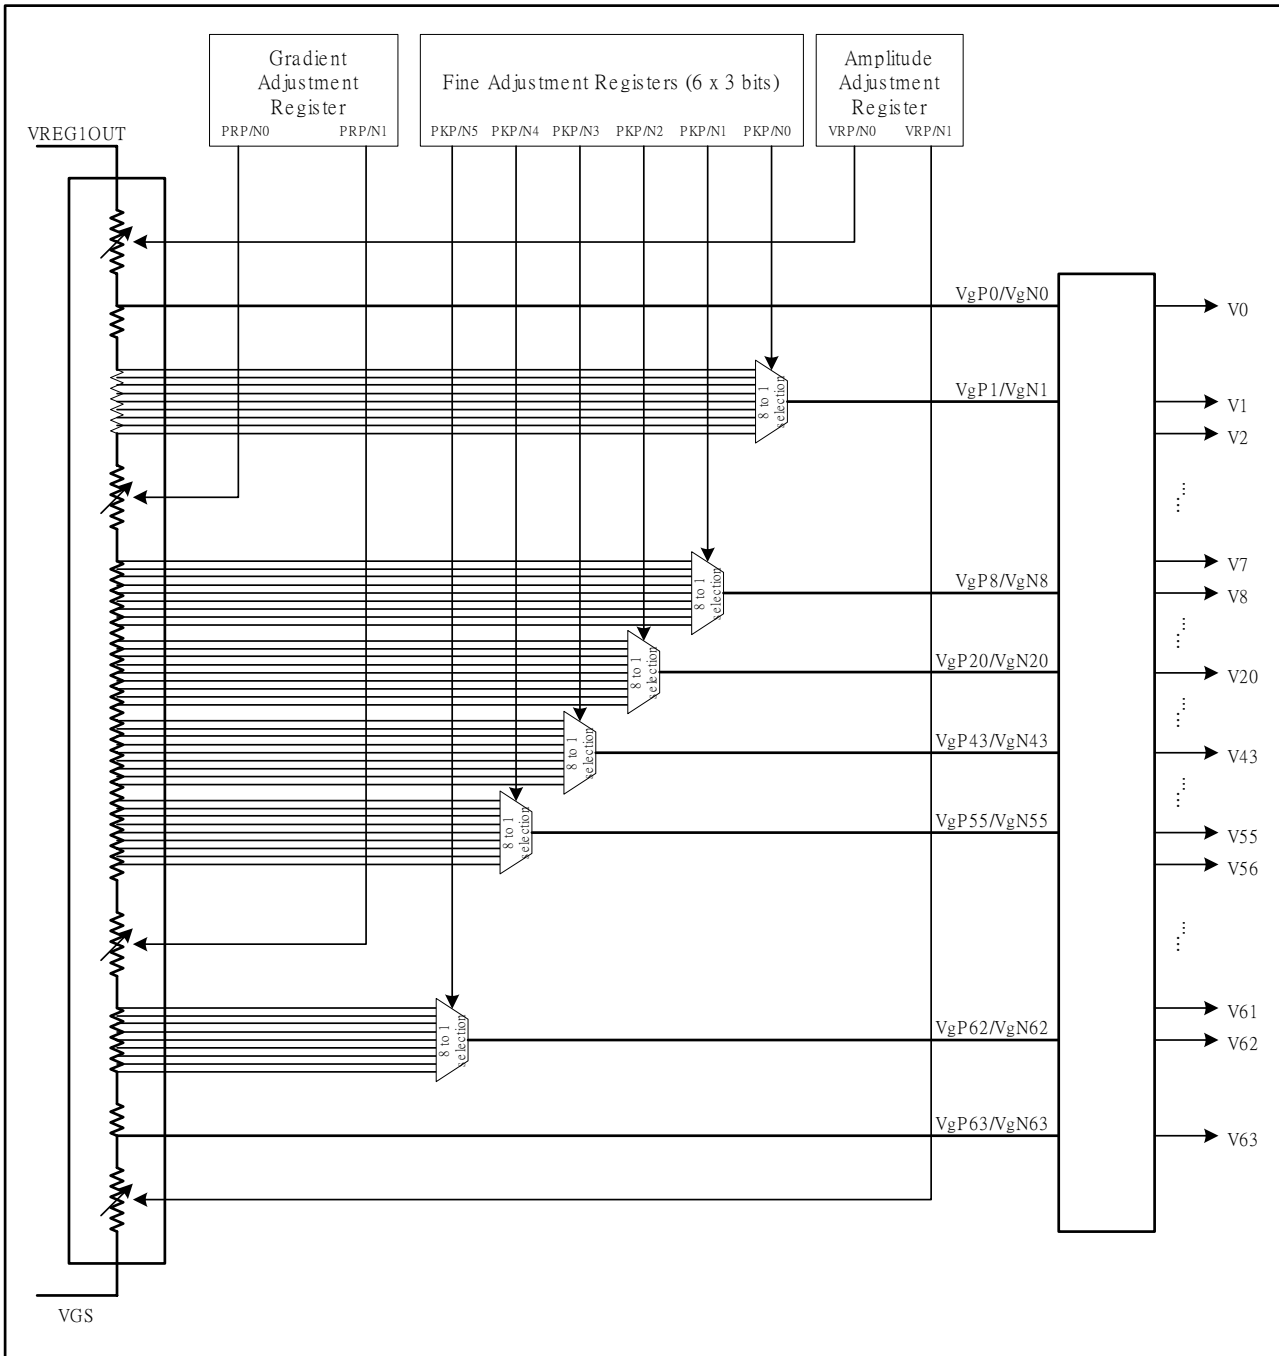 Gradient
Adjustment
Register
PRP/N0 PRP/N1
Fine Adjustment Registers (6 x 3 bits)
PKP/N5 PKP/N4 PKP/N3 PKP/N2 PKP/N1 PKP/N0
Amplitude
Adjustment
Register
VRP/N0 VRP/N1
VREG1OUT
VgP0/VgN0
V0
8 to 1
selection
VgP1/VgN1
V1
V2
......
8 to 1
selection
V7
VgP8/VgN8
V8
......
8 to 1
selection
VgP20/VgN20
V20
......
8 to 1
selection
VgP43/VgN43
V43
......
8 to 1
selection
VgP55/VgN55
V55
V56
......
8 to 1
selection
V61
VgP62/VgN62
V62
VgP63/VgN63
V63
VGS